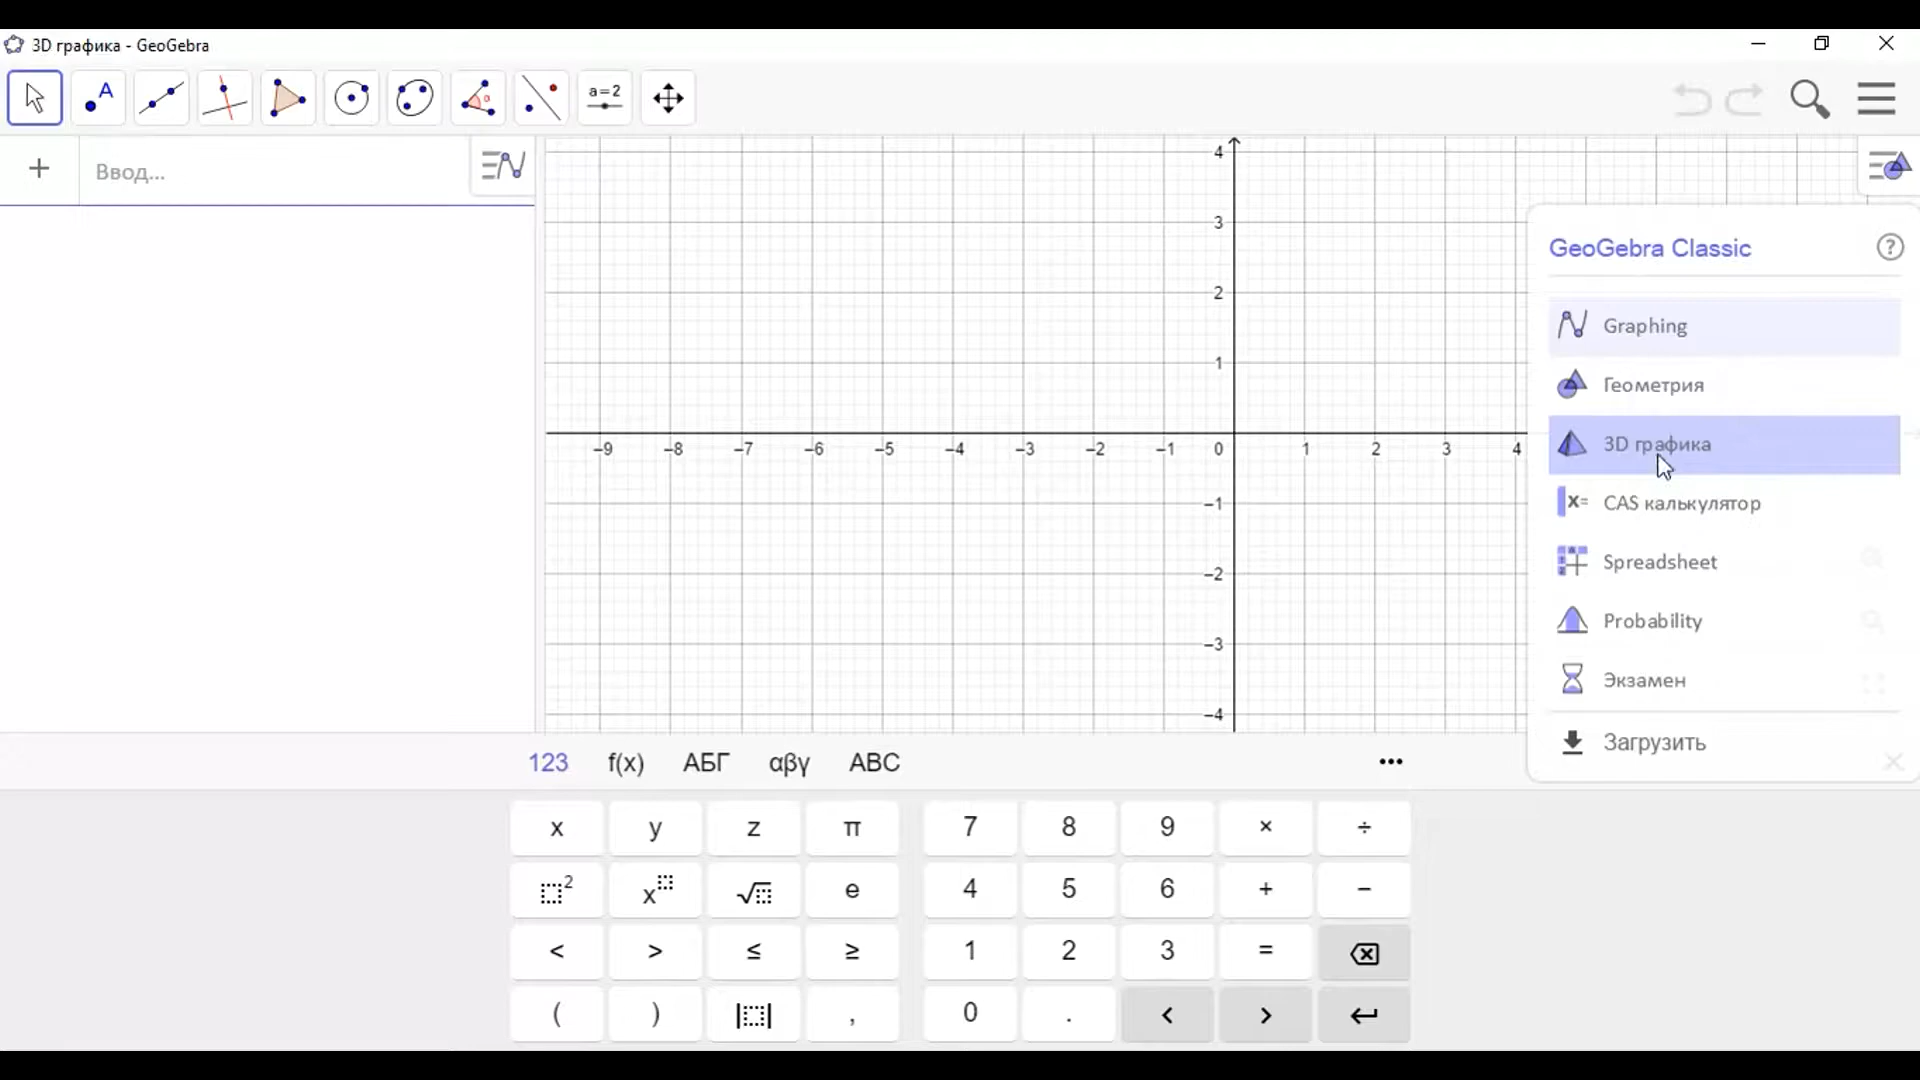 3D графика - GeoGebra
A
a=2
Ввод...
GeoGebra Classic
?
Graphing
Геометрия
3D графика
x= CAS калькулятор
Spreadsheet
Probability
Экзамен
Загрузить
4
3
2
1
−9 −8 −7 −6 −5 −4 −3 −2 −1 0 1 2 3 4
−1
−2
−3
−4
123 f(x) АБГ αβγ ABC •••
x y z π 7 8 9 × ÷
2 x √ e 4 5 6 + −
< > ≤ ≥ 1 2 3 =
( ) | | , 0 . < >